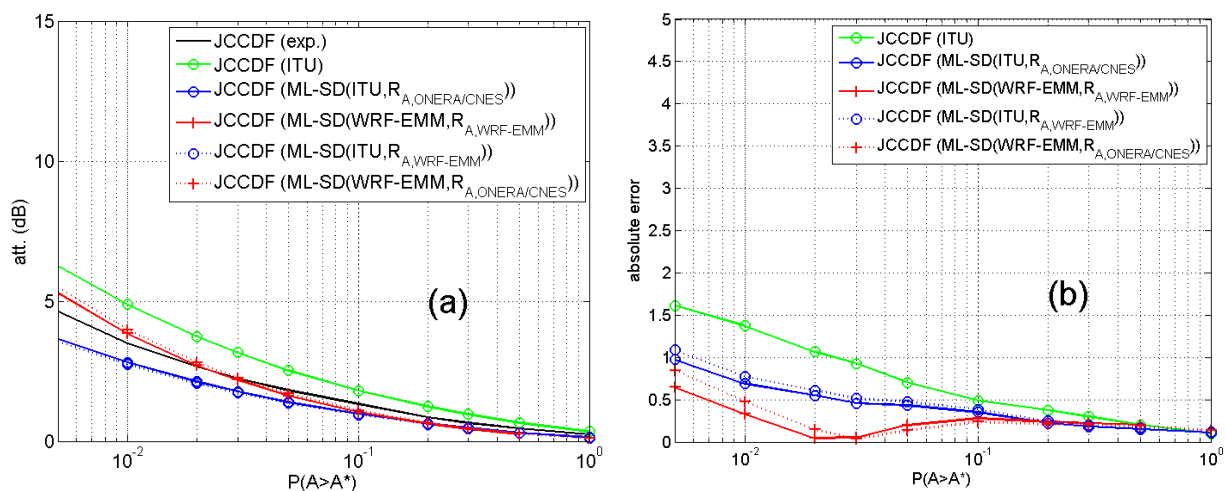 (a)
15
10
5
0
att. (dB)
10^-2
10^-1
10^0
P(A>A*)
JCCDF (exp.)
JCCDF (ITU)
JCCDF (ML-SD(ITU,R_A,ONERA/CNES))
JCCDF (ML-SD(WRF-EMM,R_A,WRF-EMM))
JCCDF (ML-SD(ITU,R_A,WRF-EMM))
JCCDF (ML-SD(WRF-EMM,R_A,ONERA/CNES))
(b)
5
4.5
4
3.5
3
2.5
2
1.5
1
0.5
0
absolute error
10^-2
10^-1
10^0
P(A>A*)
JCCDF (ITU)
JCCDF (ML-SD(ITU,R_A,ONERA/CNES))
JCCDF (ML-SD(WRF-EMM,R_A,WRF-EMM))
JCCDF (ML-SD(ITU,R_A,WRF-EMM))
JCCDF (ML-SD(WRF-EMM,R_A,ONERA/CNES))